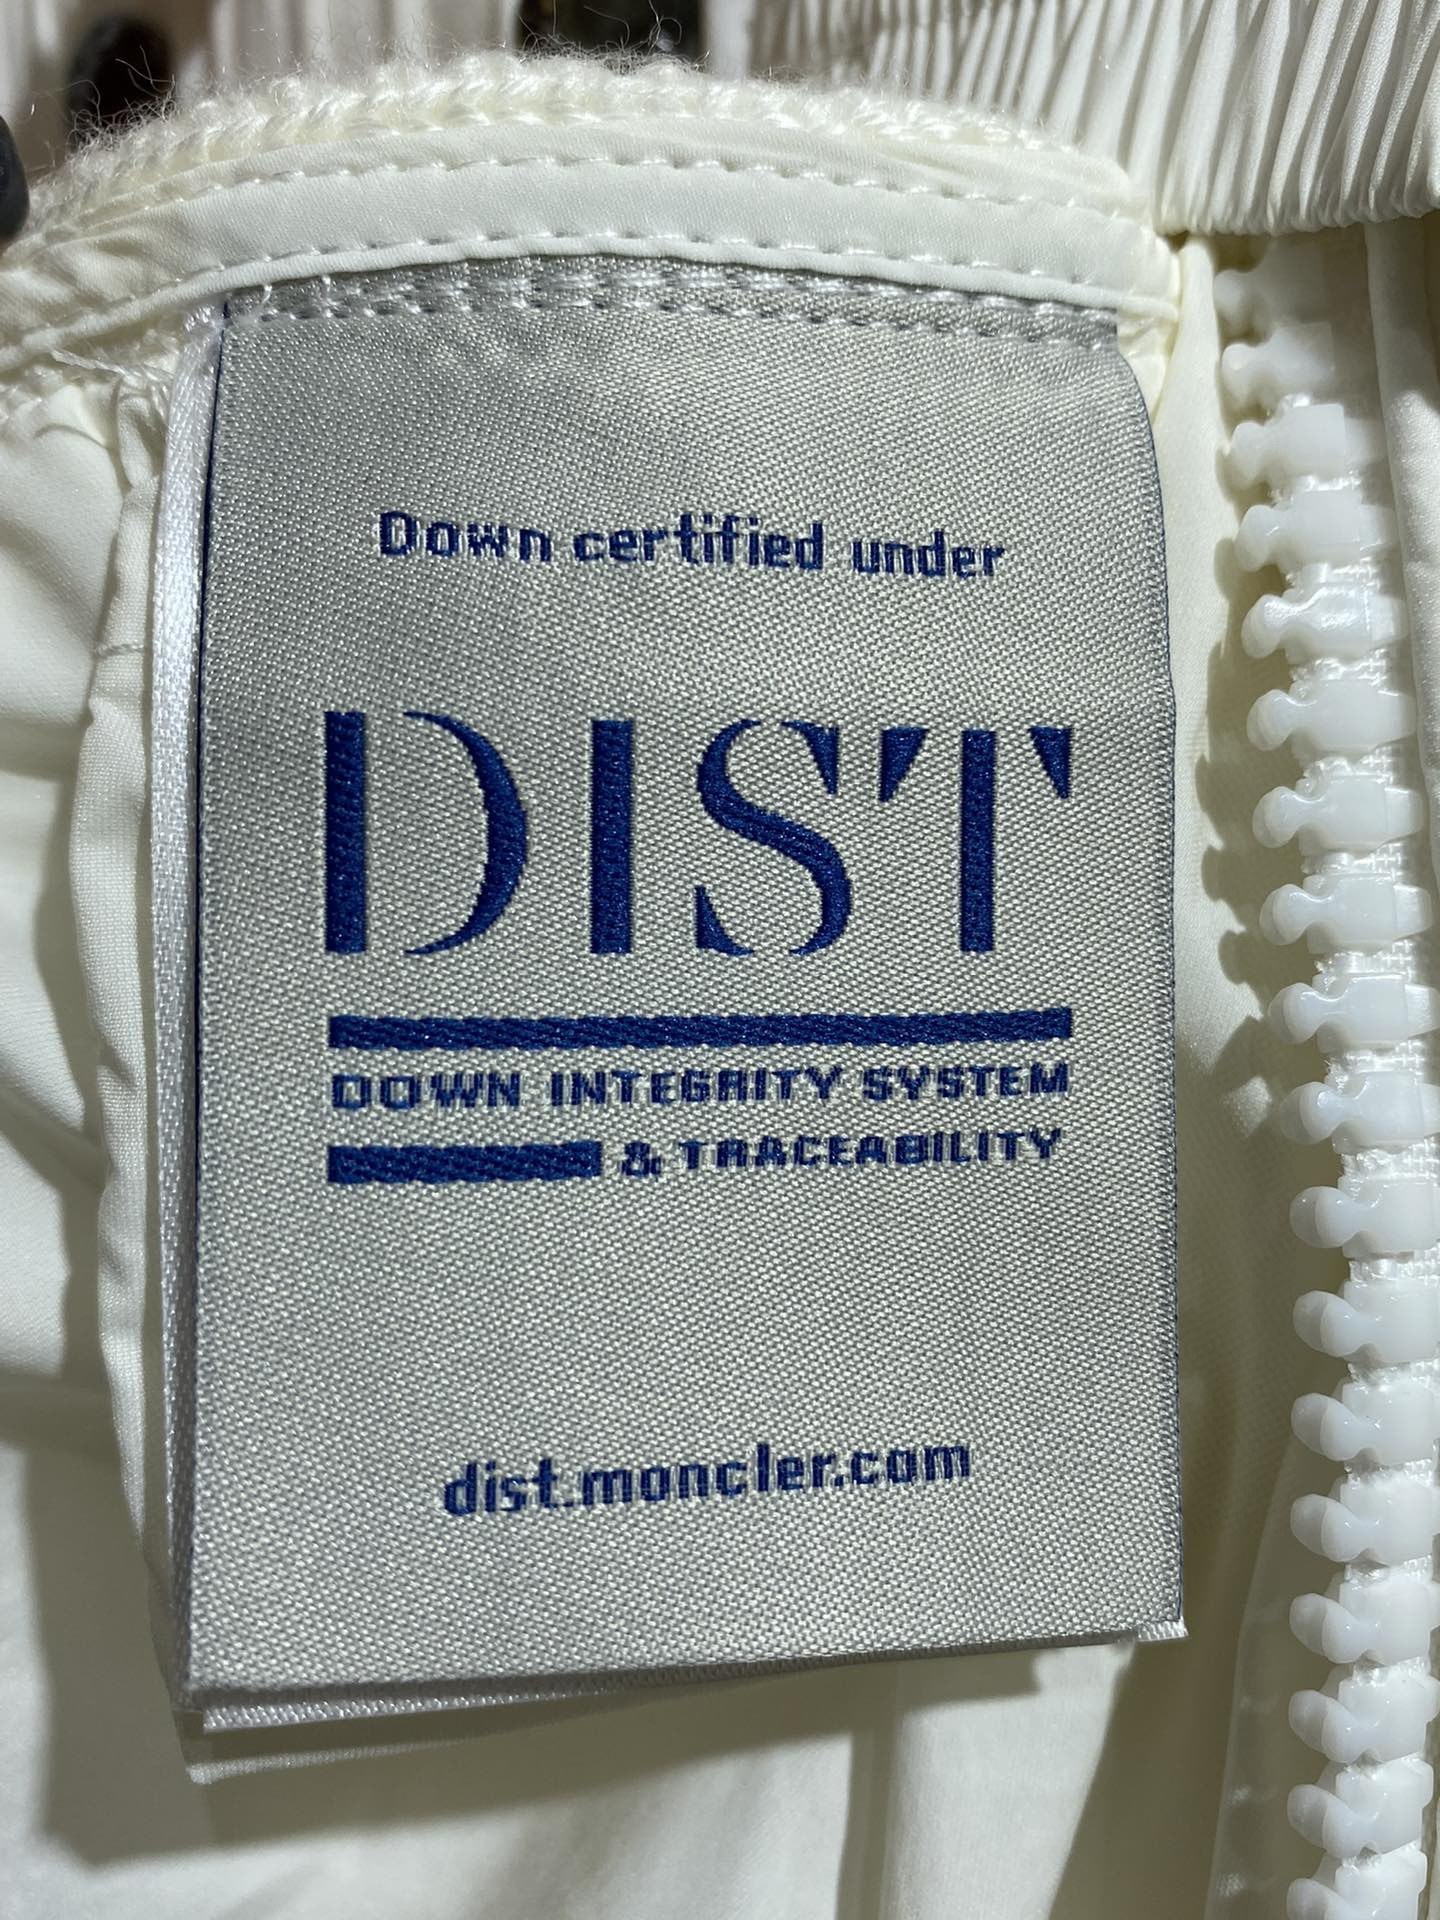 Down certified under
DIST
DOWN INTEGRITY SYSTEM
& TRACEABILITY
dist.moncler.com